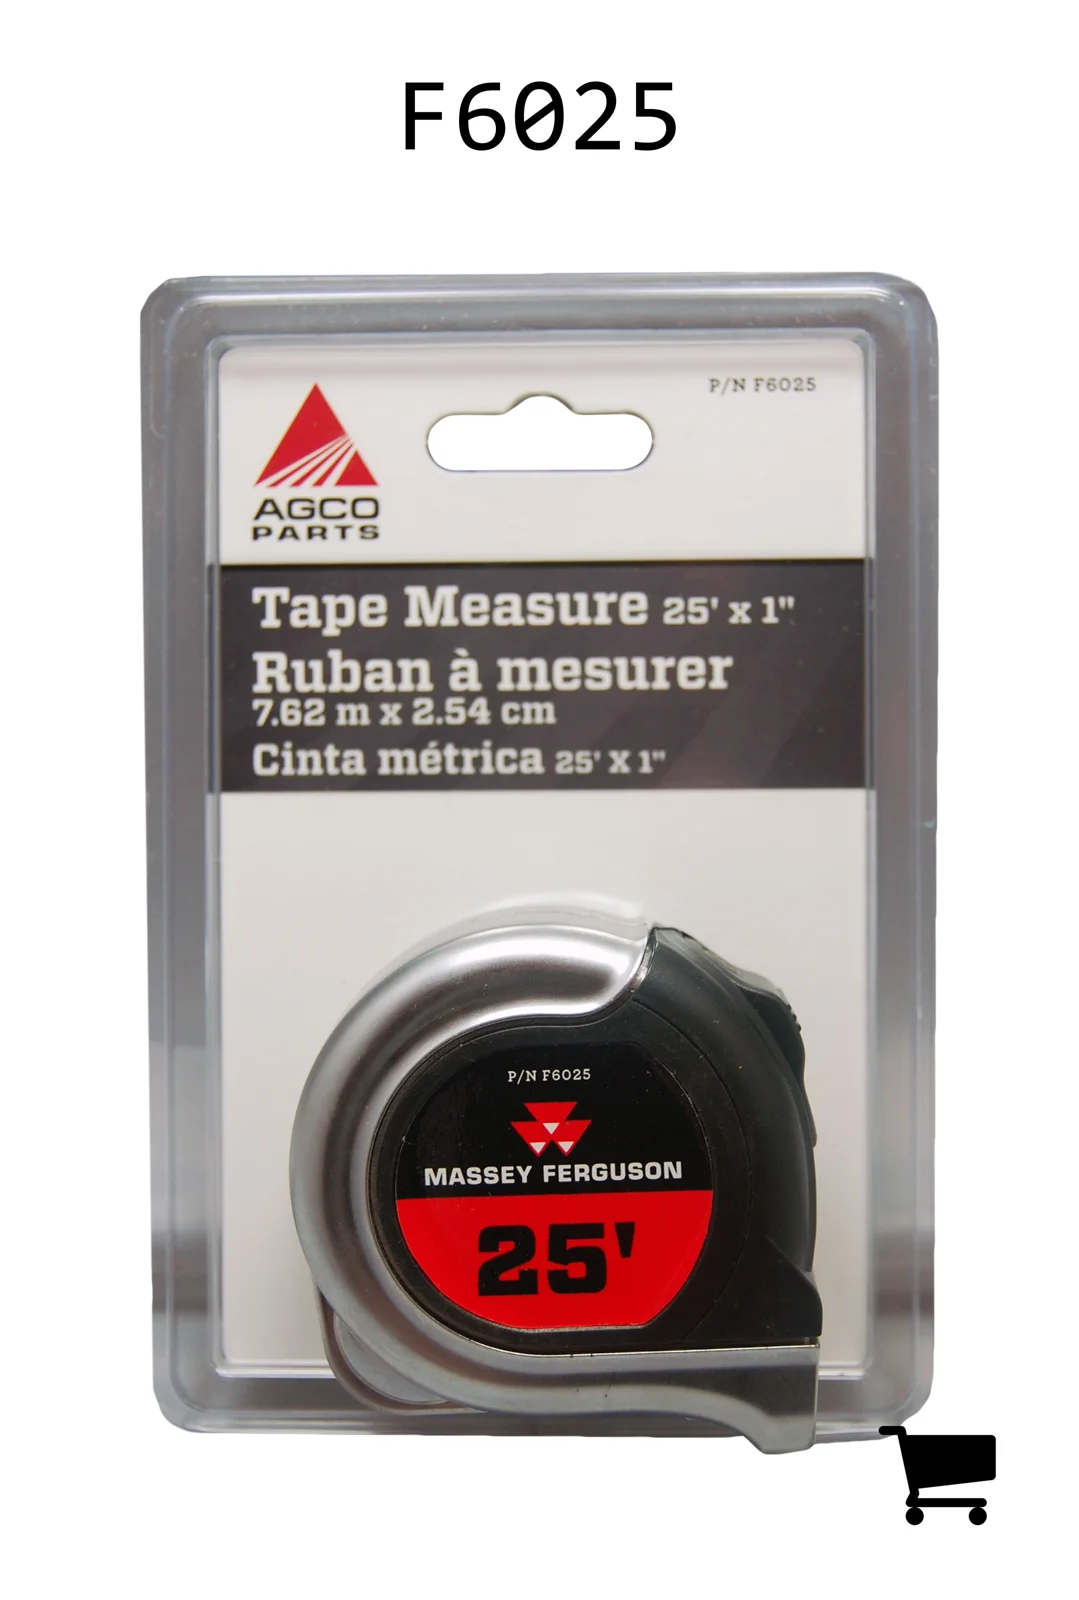 F6025
P/N F6025
AGCO
PARTS
Tape Measure 25' x 1"
Ruban à mesurer
7.62 m x 2.54 cm
Cinta métrica 25' X 1"
P/N F6025
MASSEY FERGUSON
25'